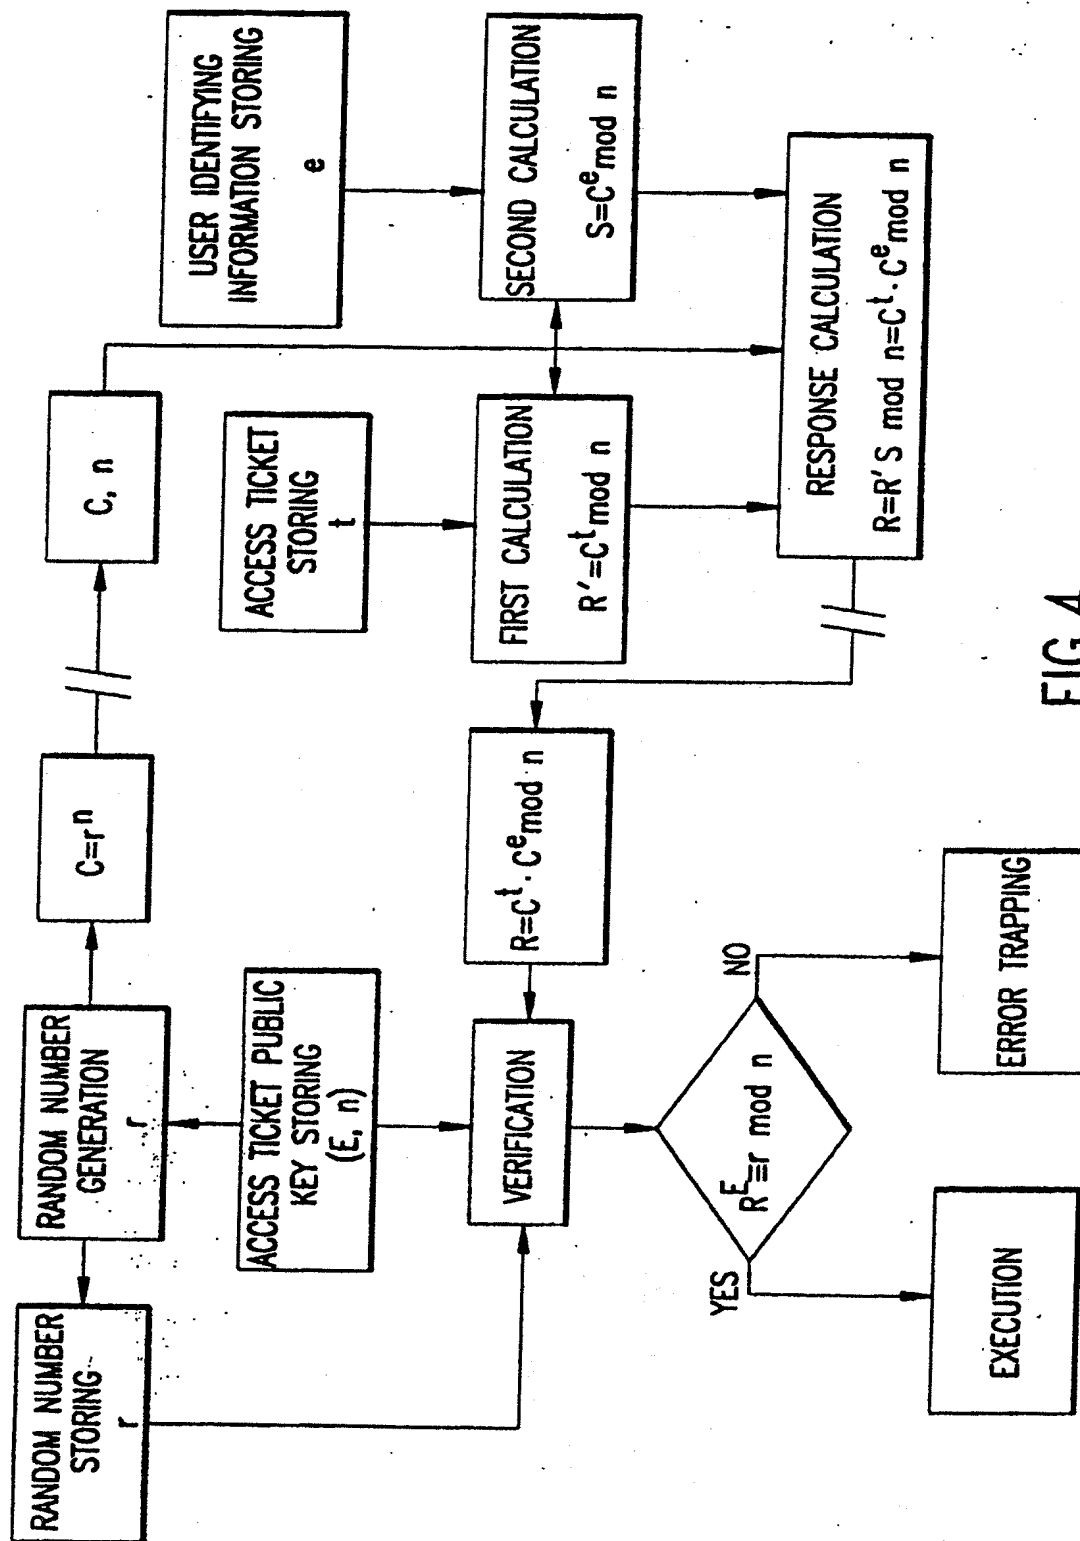 RANDOM NUMBER
STORING
r
RANDOM NUMBER
GENERATION
r
C=r^n
C, n
ACCESS TICKET PUBLIC
KEY STORING
(E, n)
ACCESS TICKET
STORING
t
USER IDENTIFYING
INFORMATION STORING
e
VERIFICATION
R=C^t·C^e mod n
FIRST CALCULATION
R'=C^t mod n
SECOND CALCULATION
S=C^e mod n
YES
R^E≡r mod n
NO
RESPONSE CALCULATION
R=R'S mod n=C^t·C^e mod n
EXECUTION
ERROR TRAPPING
FIG. 4